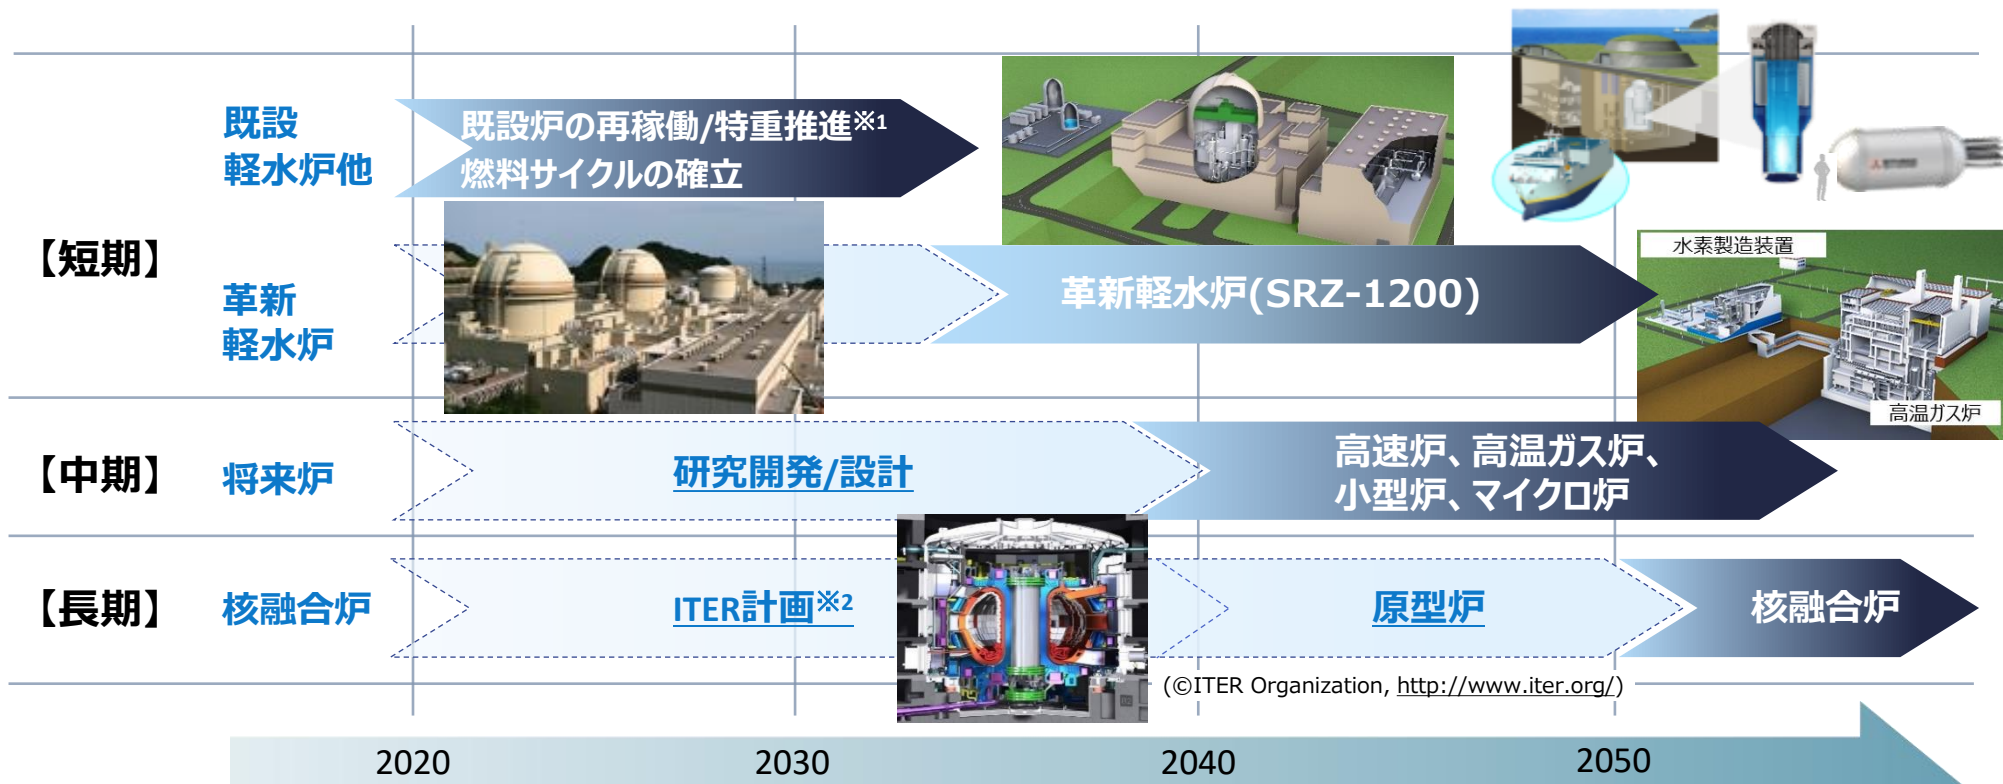 既設
軽水炉他
既設炉の再稼働/特重推進※1
燃料サイクルの確立
【短期】
革新
軽水炉
革新軽水炉(SRZ-1200)
水素製造装置
高温ガス炉
【中期】
将来炉
研究開発/設計
高速炉、高温ガス炉、
小型炉、マイクロ炉
【長期】
核融合炉
ITER計画※2
原型炉
核融合炉
(©ITER Organization, http://www.iter.org/)
2020
2030
2040
2050